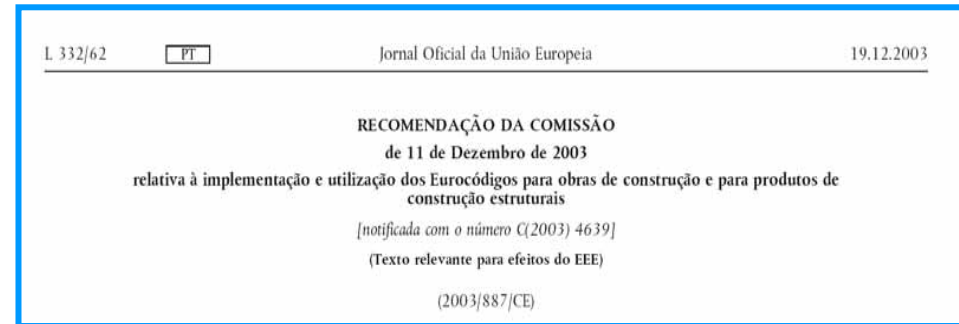 L 332/62 PT Jornal Oficial da União Europeia 19.12.2003
RECOMENDAÇÃO DA COMISSÃO
de 11 de Dezembro de 2003
relativa à implementação e utilização dos Eurocódigos para obras de construção e para produtos de
construção estruturais
[notificada com o número C(2003) 4639]
(Texto relevante para efeitos do EEE)
(2003/887/CE)